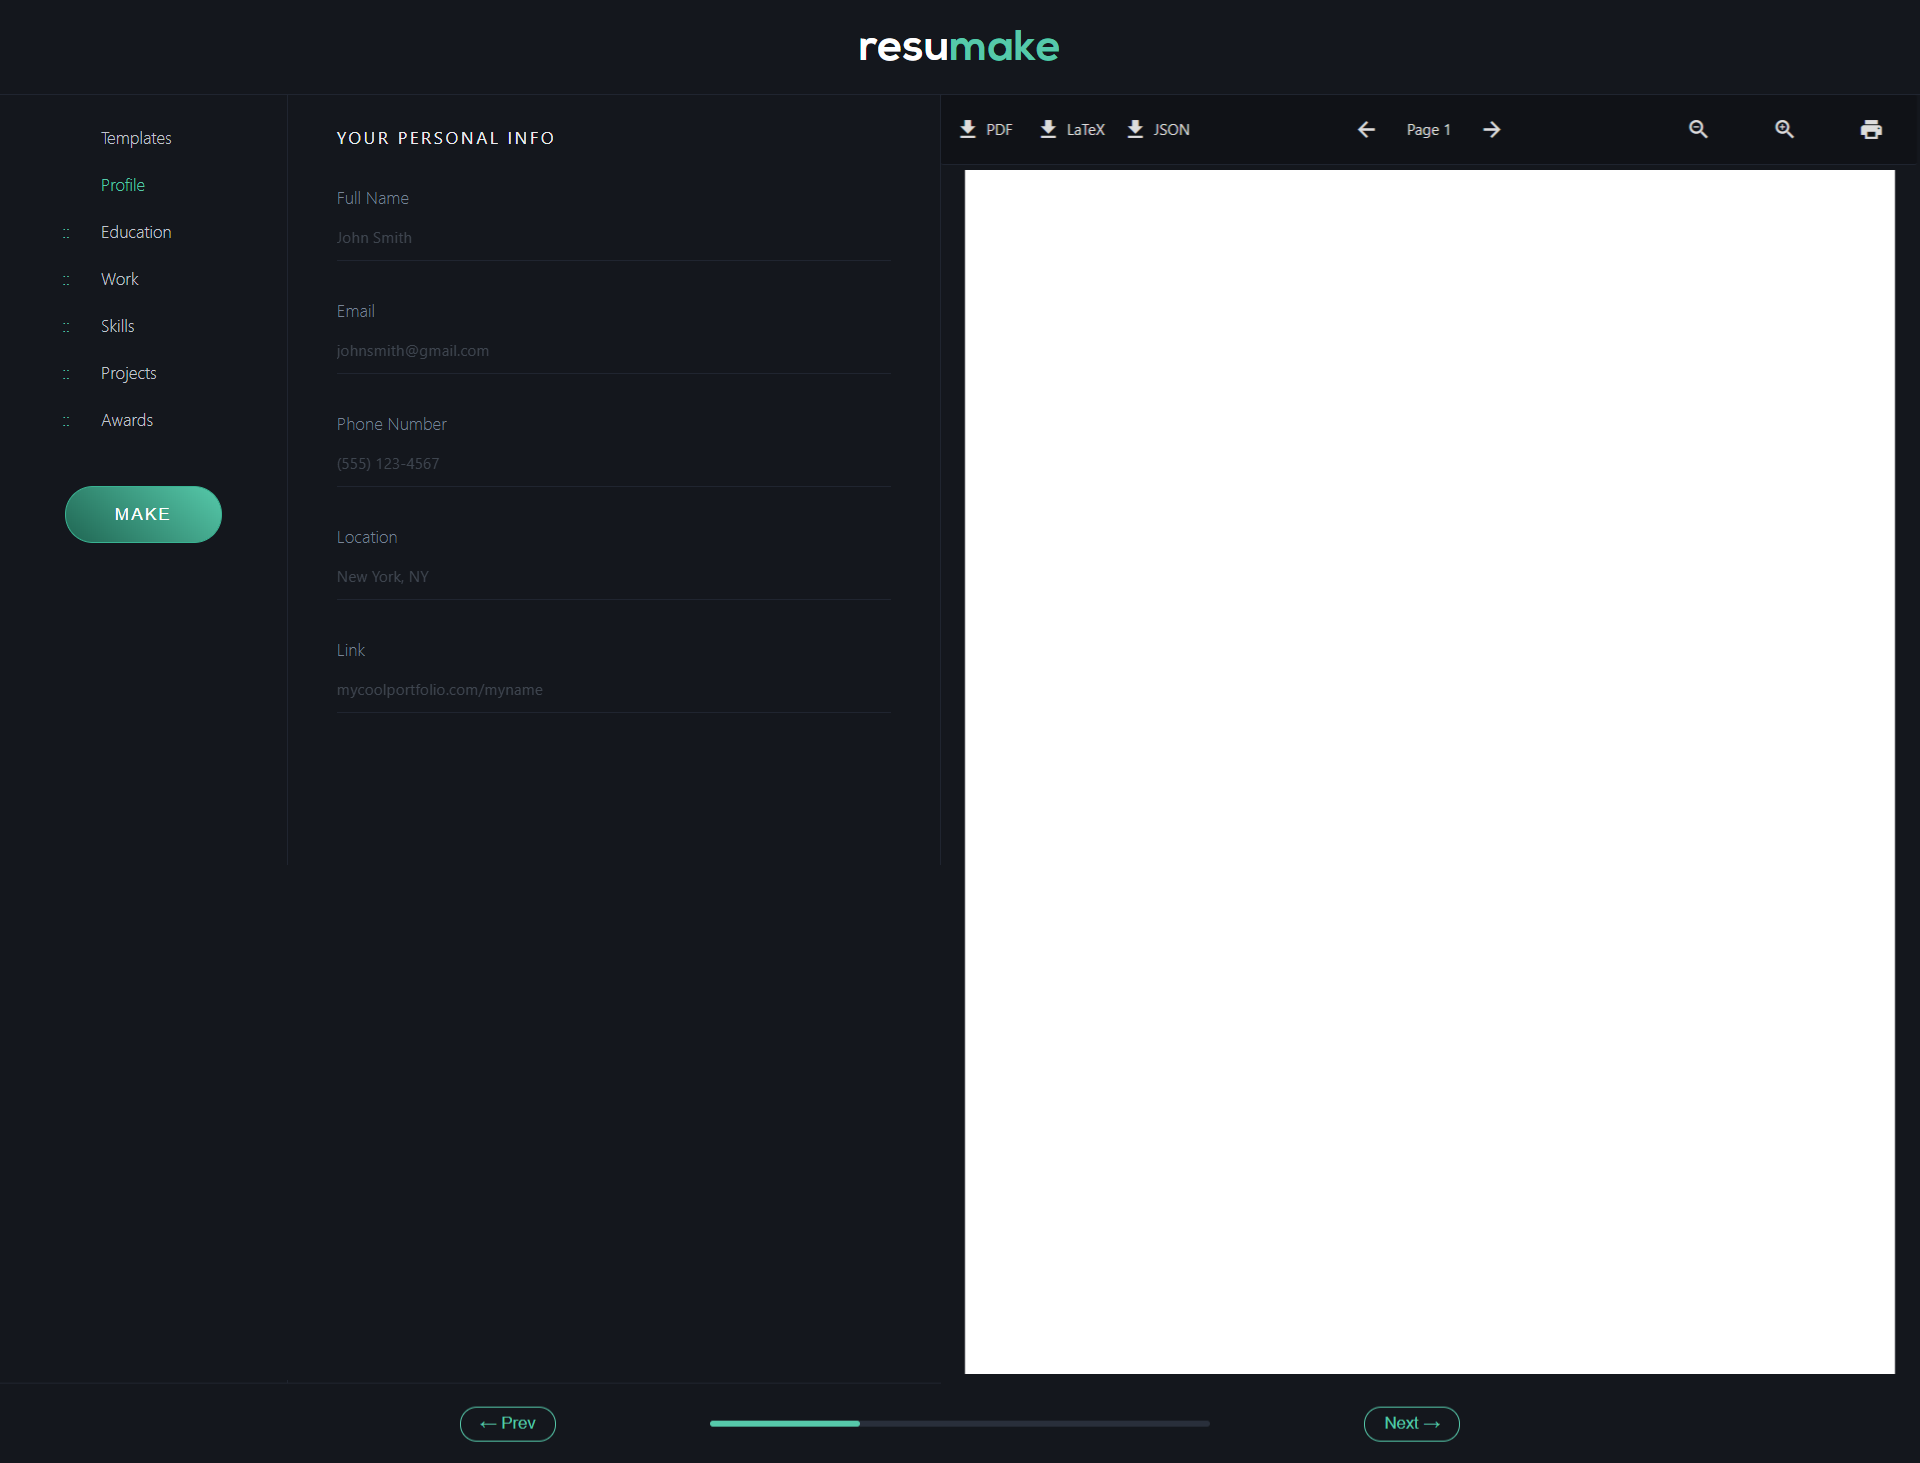 resumake
Templates
Profile
:: Education
:: Work
:: Skills
:: Projects
:: Awards
MAKE
YOUR PERSONAL INFO
Full Name
John Smith
Email
johnsmith@gmail.com
Phone Number
(555) 123-4567
Location
New York, NY
Link
mycoolportfolio.com/myname
PDF LaTeX JSON Page 1
← Prev
Next →